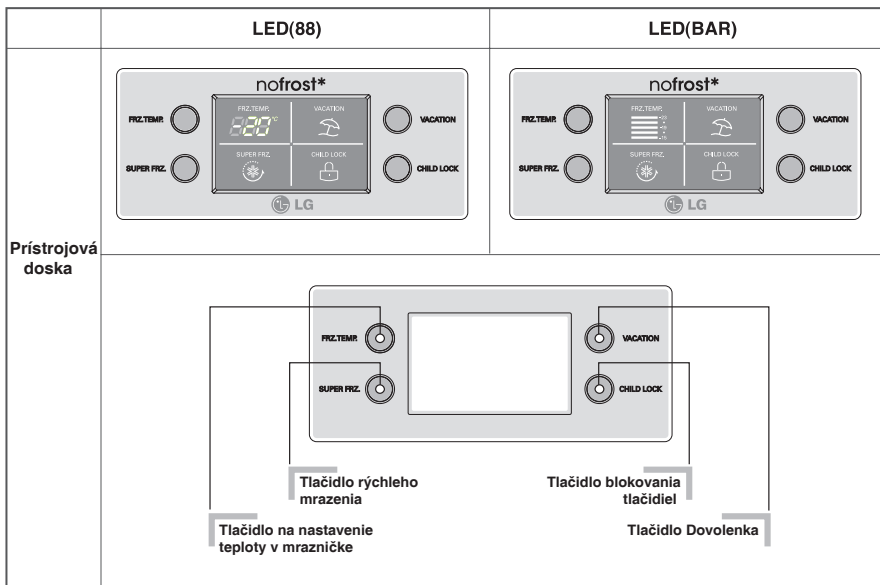 LED(88)
LED(BAR)
Prístrojová
doska
nofrost*
FRZ.TEMP.
SUPER FRZ.
FRZ.TEMP.
VACATION
SUPER FRZ.
CHILD LOCK
VACATION
CHILD LOCK
LG
nofrost*
FRZ.TEMP.
SUPER FRZ.
FRZ.TEMP.
VACATION
SUPER FRZ.
CHILD LOCK
VACATION
CHILD LOCK
LG
FRZ.TEMP.
VACATION
SUPER FRZ.
CHILD LOCK
Tlačidlo rýchleho
mrazenia
Tlačidlo blokovania
tlačidiel
Tlačidlo na nastavenie
teploty v mrazničke
Tlačidlo Dovolenka